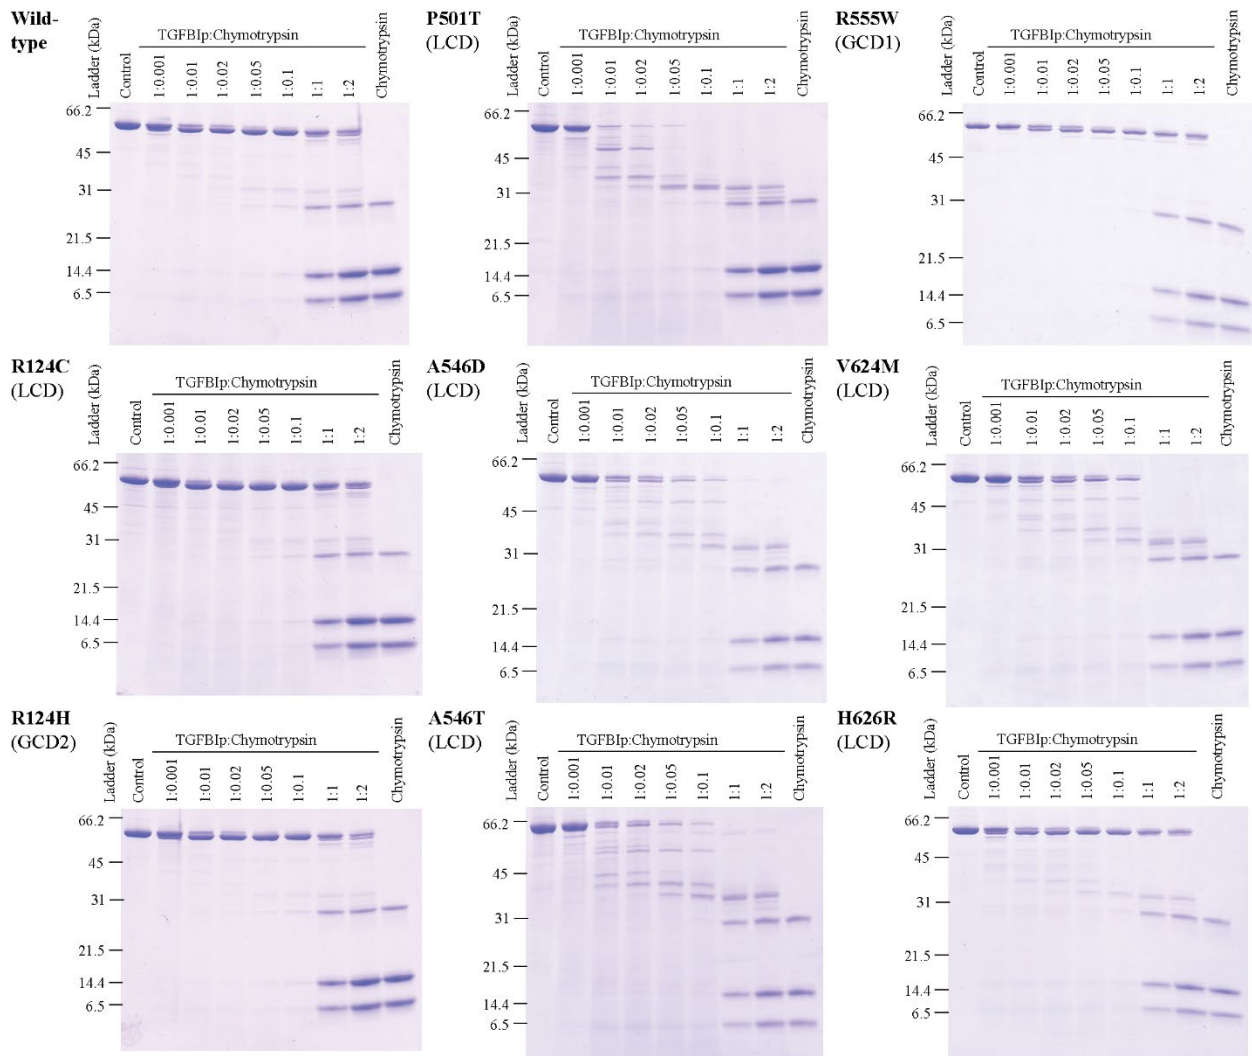 Wild-type
Ladder (kDa)
Control
TGFBIp:Chymotrypsin
1:0.001
1:0.01
1:0.02
1:0.05
1:0.1
1:1
1:2
Chymotrypsin
66.2
45
31
21.5
14.4
6.5
P501T
(LCD)
Ladder (kDa)
Control
TGFBIp:Chymotrypsin
1:0.001
1:0.01
1:0.02
1:0.05
1:0.1
1:1
1:2
Chymotrypsin
66.2
45
31
21.5
14.4
6.5
R555W
(GCD1)
Ladder (kDa)
Control
TGFBIp:Chymotrypsin
1:0.001
1:0.01
1:0.02
1:0.05
1:0.1
1:1
1:2
Chymotrypsin
66.2
45
31
21.5
14.4
6.5
R124C
(LCD)
Ladder (kDa)
Control
TGFBIp:Chymotrypsin
1:0.001
1:0.01
1:0.02
1:0.05
1:0.1
1:1
1:2
Chymotrypsin
66.2
45
31
21.5
14.4
6.5
A546D
(LCD)
Ladder (kDa)
Control
TGFBIp:Chymotrypsin
1:0.001
1:0.01
1:0.02
1:0.05
1:0.1
1:1
1:2
Chymotrypsin
66.2
45
31
21.5
14.4
6.5
V624M
(LCD)
Ladder (kDa)
Control
TGFBIp:Chymotrypsin
1:0.001
1:0.01
1:0.02
1:0.05
1:0.1
1:1
1:2
Chymotrypsin
66.2
45
31
21.5
14.4
6.5
R124H
(GCD2)
Ladder (kDa)
Control
TGFBIp:Chymotrypsin
1:0.001
1:0.01
1:0.02
1:0.05
1:0.1
1:1
1:2
Chymotrypsin
66.2
45
31
21.5
14.4
6.5
A546T
(LCD)
Ladder (kDa)
Control
TGFBIp:Chymotrypsin
1:0.001
1:0.01
1:0.02
1:0.05
1:0.1
1:1
1:2
Chymotrypsin
66.2
45
31
21.5
14.4
6.5
H626R
(LCD)
Ladder (kDa)
Control
TGFBIp:Chymotrypsin
1:0.001
1:0.01
1:0.02
1:0.05
1:0.1
1:1
1:2
Chymotrypsin
66.2
45
31
21.5
14.4
6.5